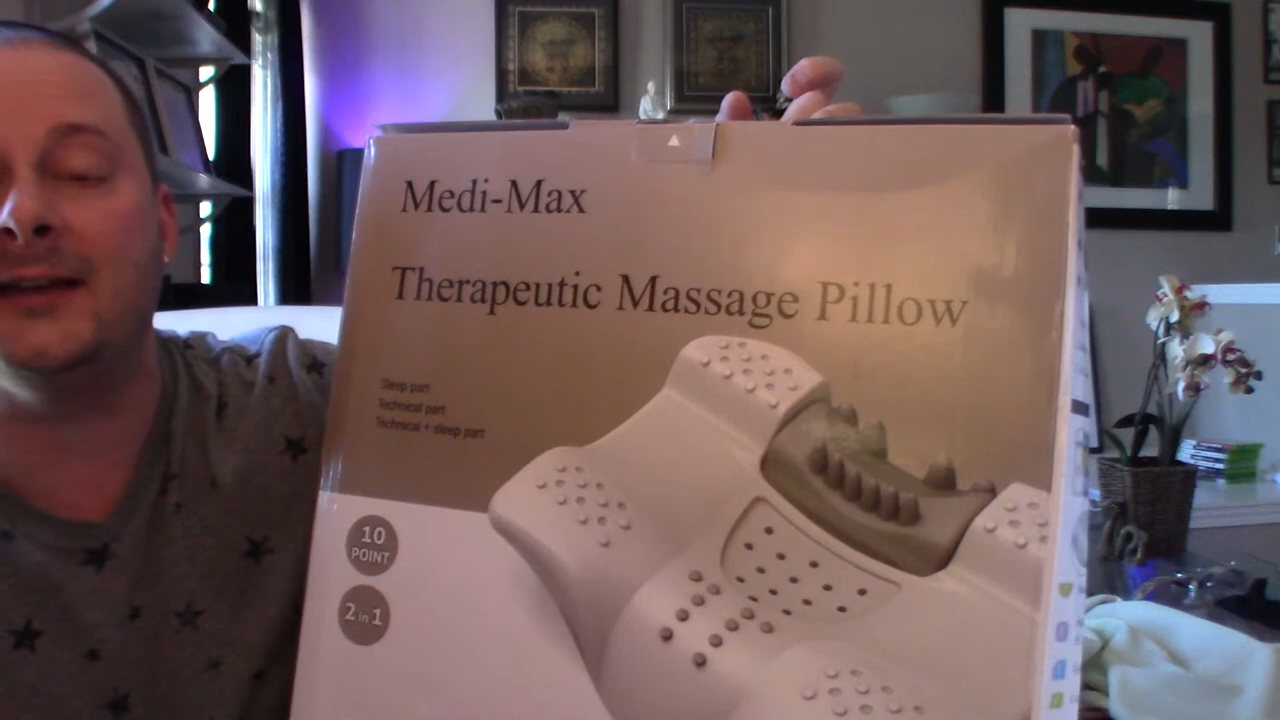 Medi-Max
Therapeutic Massage Pillow
Sleep part
Technical part
Technical + sleep part
10
POINT
2 in 1